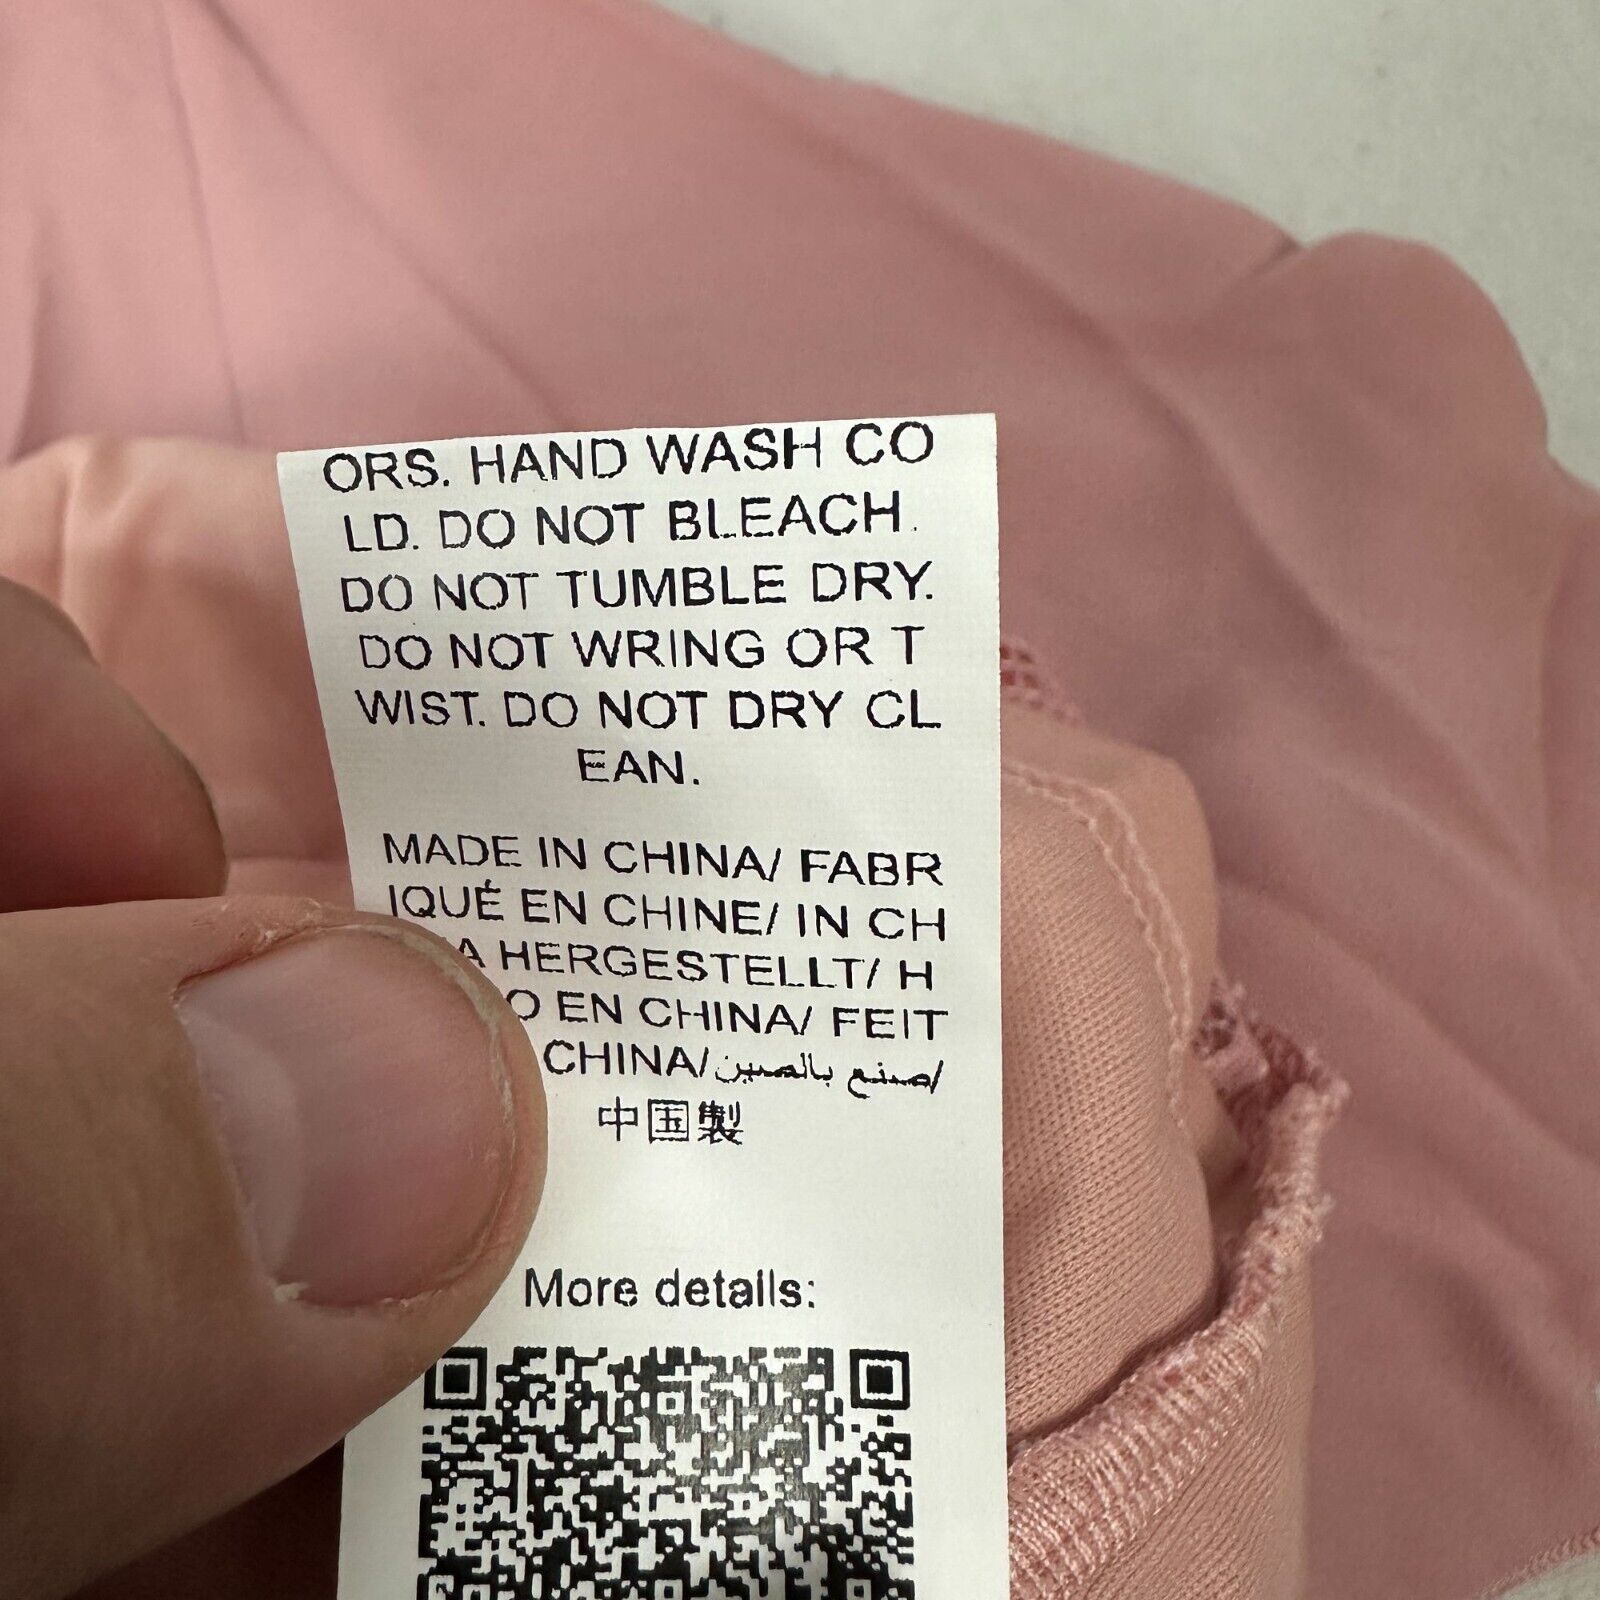 ORS. HAND WASH CO
LD. DO NOT BLEACH.
DO NOT TUMBLE DRY.
DO NOT WRING OR T
WIST. DO NOT DRY CL
EAN.
MADE IN CHINA/ FABR
IQUÉ EN CHINE/ IN CH
A HERGESTELLT/ H
O EN CHINA/ FEIT
CHINA/صنع بالصين/
中国製
More details: